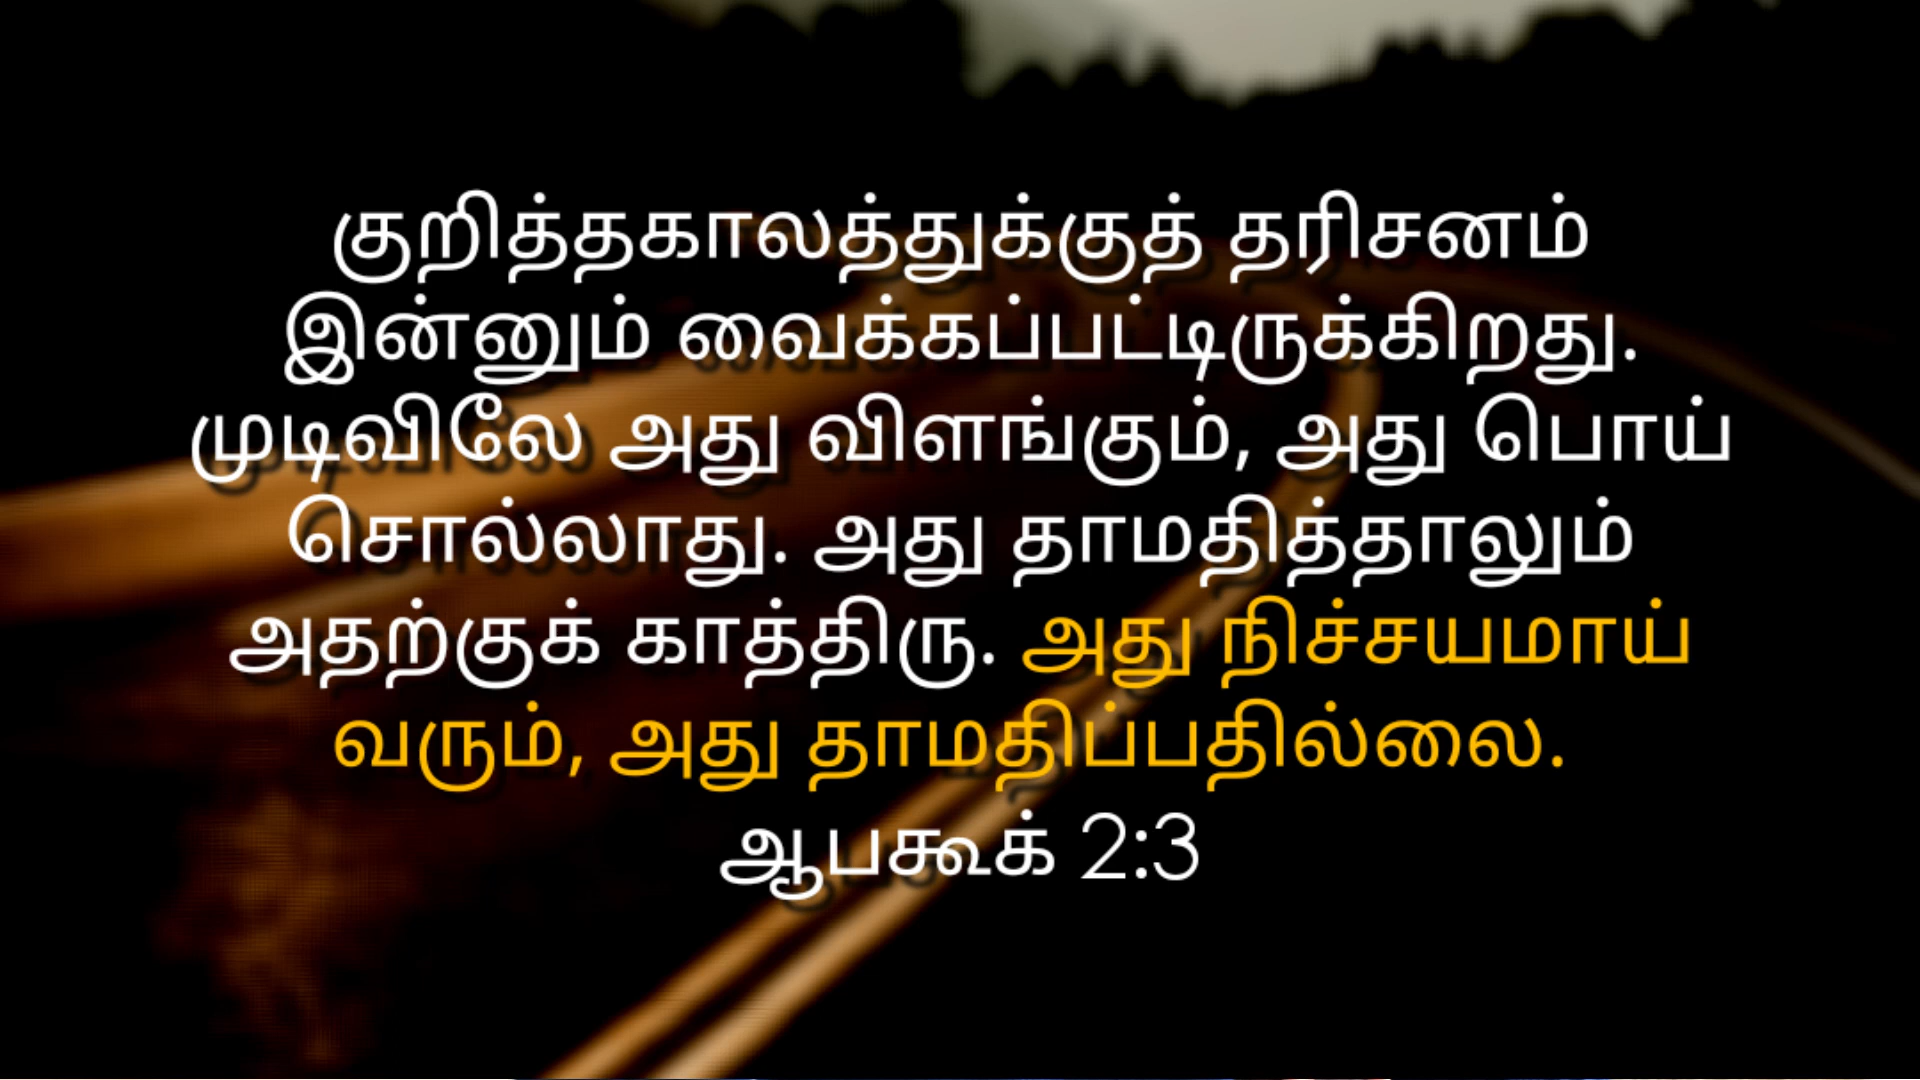 குறித்தகாலத்துக்குத் தரிசனம்
இன்னும் வைக்கப்பட்டிருக்கிறது.
முடிவிலே அது விளங்கும், அது பொய்
சொல்லாது. அது தாமதித்தாலும்
அதற்குக் காத்திரு. அது நிச்சயமாய்
வரும், அது தாமதிப்பதில்லை.
ஆபகூக் 2:3